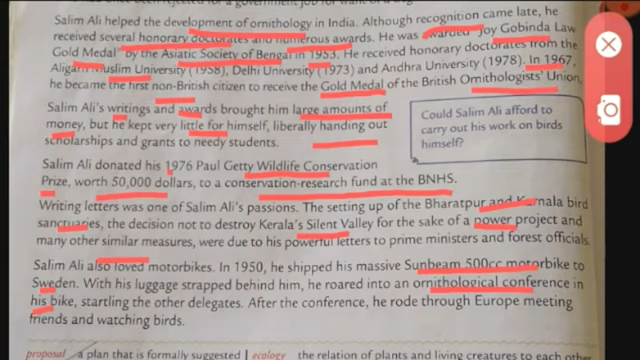 once been rejected for a government job for want of a
Salim Ali helped the development of ornithology in India. Although recognition came late, he
received several honorary doctorates and numerous awards. He was awarded 'Joy Gobinda Law
Gold Medal' by the Asiatic Society of Bengal in 1953. He received honorary doctorates from the
Aligarh Muslim University (1958), Delhi University (1973) and Andhra University (1978). In 1967,
he became the first non-British citizen to receive the Gold Medal of the British Ornithologists' Union.
Salim Ali's writings and awards brought him large amounts of
money, but he kept very little for himself, liberally handing out
scholarships and grants to needy students.
Could Salim Ali afford to
carry out his work on birds
himself?
Salim Ali donated his 1976 Paul Getty Wildlife Conservation
Prize, worth 50,000 dollars, to a conservation-research fund at the BNHS.
Writing letters was one of Salim Ali's passions. The setting up of the Bharatpur and Karnala bird
sanctuaries, the decision not to destroy Kerala's Silent Valley for the sake of a power project and
many other similar measures, were due to his powerful letters to prime ministers and forest officials.
Salim Ali also loved motorbikes. In 1950, he shipped his massive Sunbeam 500cc motorbike to
Sweden. With his luggage strapped behind him, he roared into an ornithological conference in
his bike, startling the other delegates. After the conference, he rode through Europe meeting
friends and watching birds.
proposal a plan that is formally suggested | ecology the relation of plants and living creatures to each other